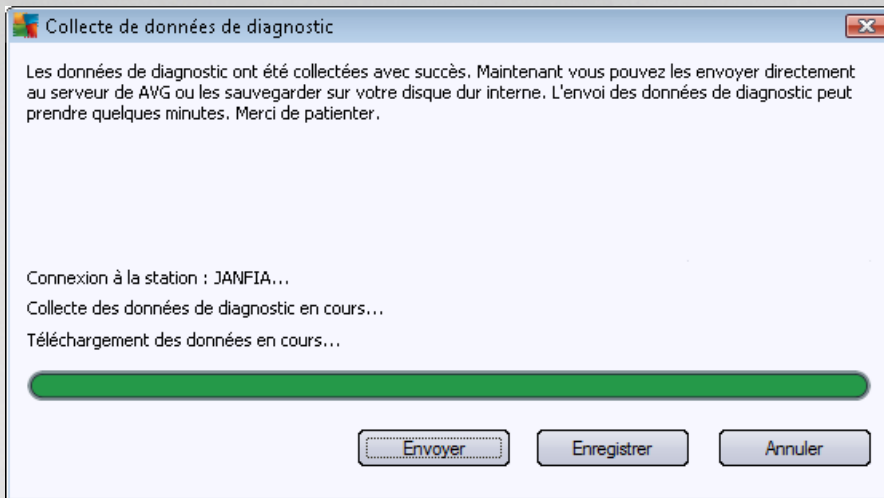 Collecte de données de diagnostic
Les données de diagnostic ont été collectées avec succès. Maintenant vous pouvez les envoyer directement
au serveur de AVG ou les sauvegarder sur votre disque dur interne. L'envoi des données de diagnostic peut
prendre quelques minutes. Merci de patienter.
Connexion à la station : JANFIA...
Collecte des données de diagnostic en cours...
Téléchargement des données en cours...
Envoyer Enregistrer Annuler